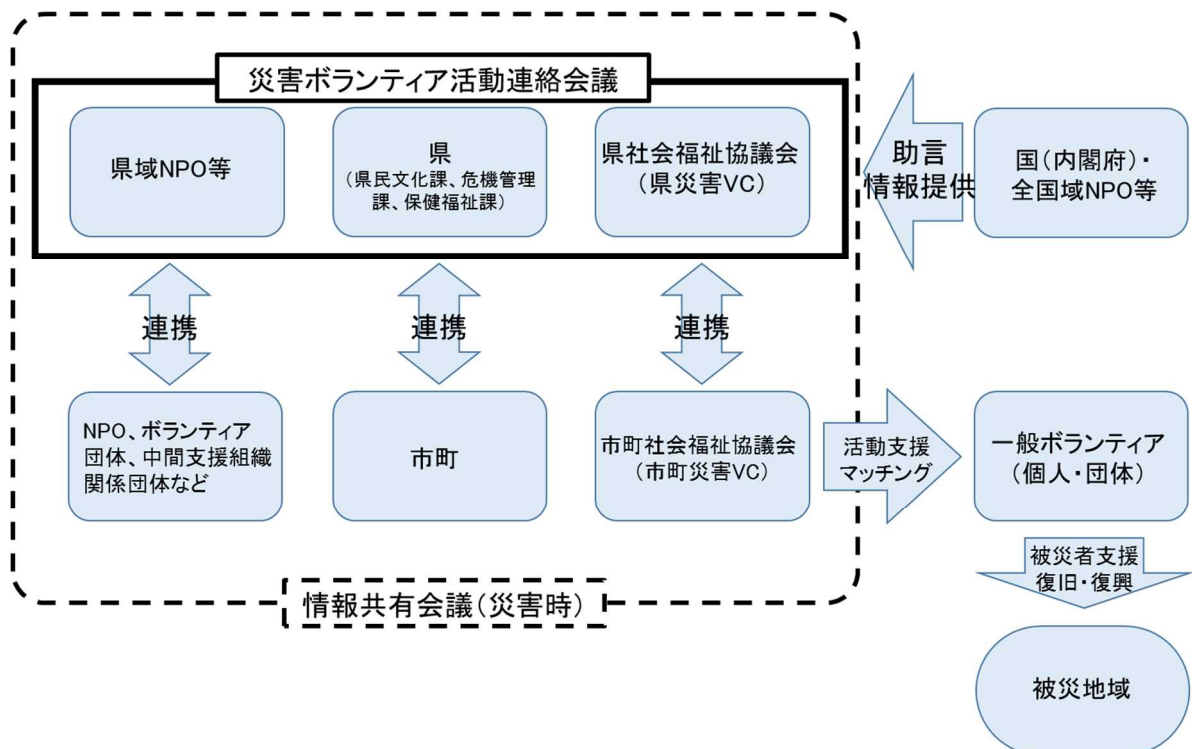 災害ボランティア活動連絡会議
県域NPO等
県
(県民文化課、危機管理
課、保健福祉課)
県社会福祉協議会
(県災害VC)
助言
情報提供
国(内閣府)・
全国域NPO等
連携
連携
連携
NPO、ボランティア
団体、中間支援組織
関係団体など
市町
市町社会福祉協議会
(市町災害VC)
活動支援
マッチング
一般ボランティア
(個人・団体)
被災者支援
復旧・復興
情報共有会議(災害時)
被災地域